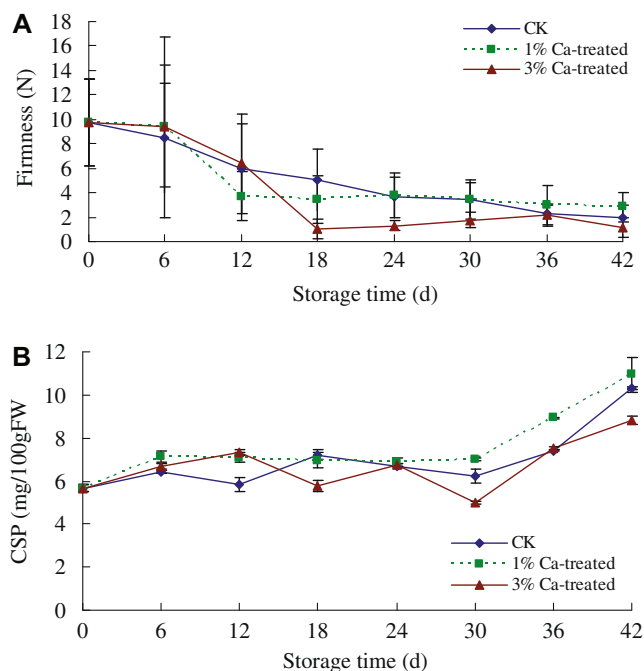 A
Firmness (N)
18
16
14
12
10
8
6
4
2
0
CK
1% Ca-treated
3% Ca-treated
0 6 12 18 24 30 36 42
Storage time (d)
B
CSP (mg/100gFW)
12
10
8
6
4
2
0
CK
1% Ca-treated
3% Ca-treated
0 6 12 18 24 30 36 42
Storage time (d)